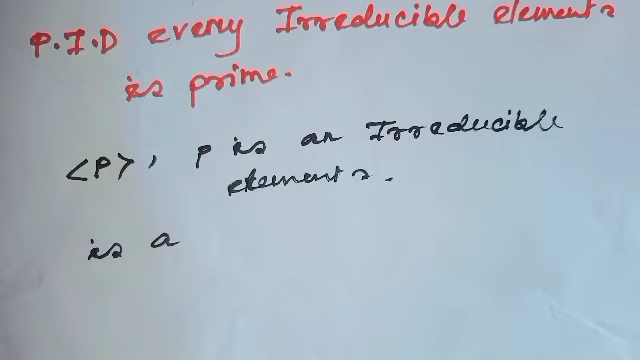 P.I.D every Irreducible elements
is prime.
<P>, P is an Irreducible
elements.
is a